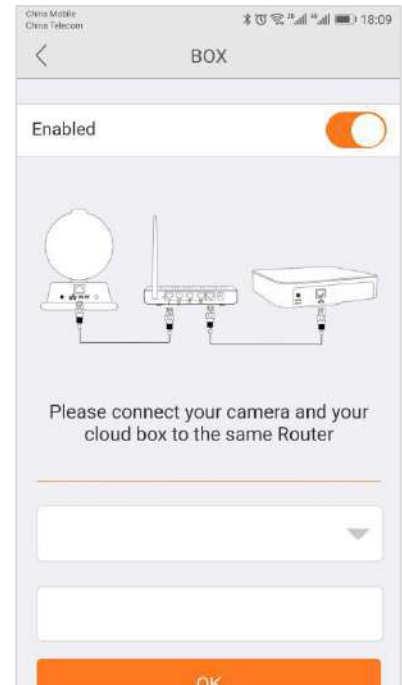 China Mobile
China Telecom
18:09
BOX
Enabled
Please connect your camera and your
cloud box to the same Router
OK